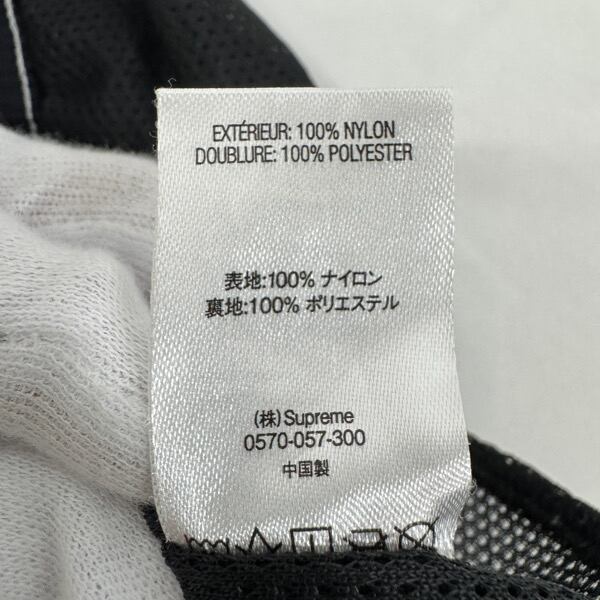 EXTÉRIEUR: 100% NYLON
DOUBLURE: 100% POLYESTER
表地:100% ナイロン
裏地:100% ポリエステル
(株) Supreme
0570-057-300
中国製